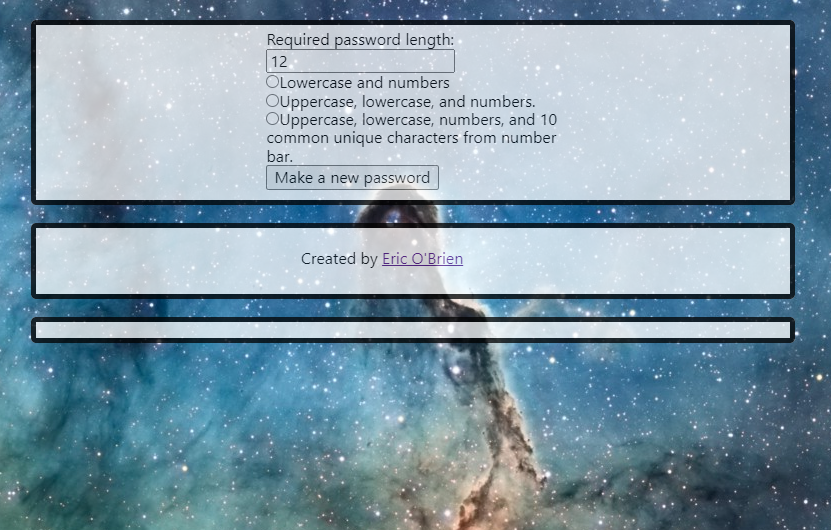 Required password length:
12
Lowercase and numbers
Uppercase, lowercase, and numbers.
Uppercase, lowercase, numbers, and 10
common unique characters from number
bar.
Make a new password
Created by Eric O'Brien